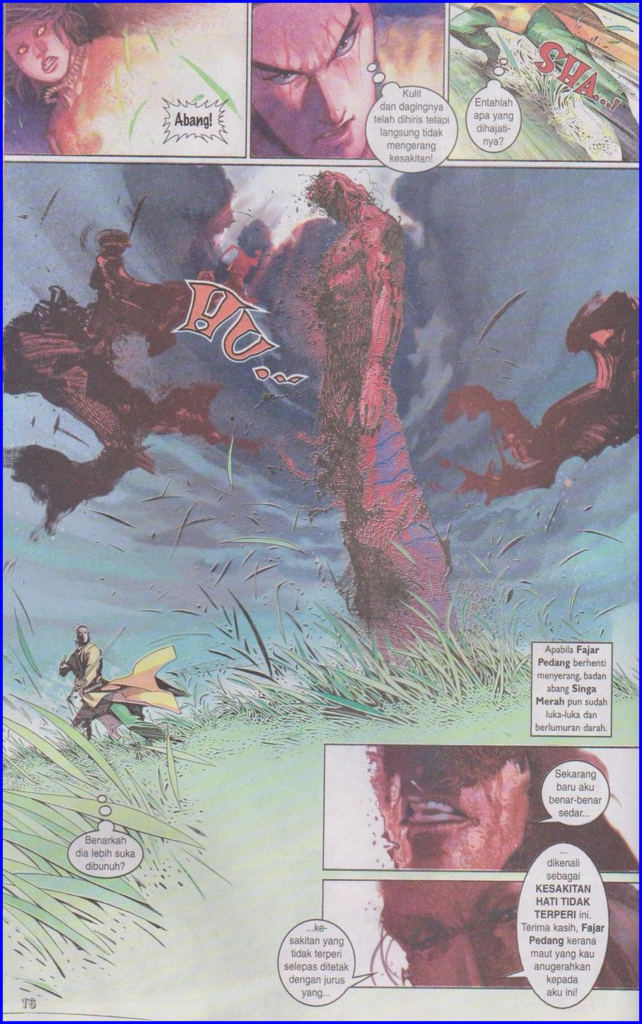 Abang!
Kulit
dan dagingnya
telah dihiris tetapi
langsung tidak
mengerang
kesakitan!
Entahlah
apa yang
dihajati-
nya?
SHA...!
HU...
Apabila Fajar
Pedang berhenti
menyerang, badan
abang Singa
Merah pun sudah
luka-luka dan
berlumuran darah.
Benarkah
dia lebih suka
dibunuh?
Sekarang
baru aku
benar-benar
sedar...
...ke-
sakitan yang
tidak terperi
selepas ditetak
dengan jurus
yang...
...
dikenali
sebagai
KESAKITAN
HATI TIDAK
TERPERI ini.
Terima kasih, Fajar
Pedang kerana
maut yang kau
anugerahkan
kepada
aku ini!
16